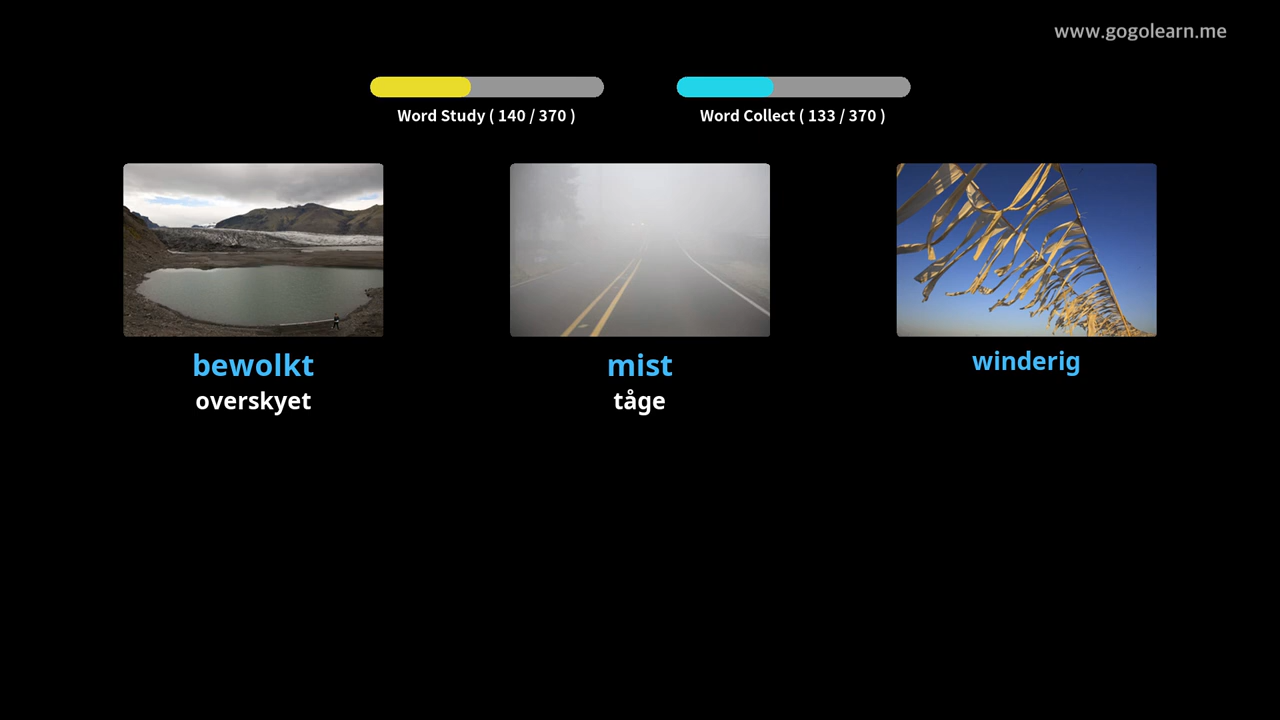 www.gogolearn.me
Word Study ( 140 / 370 )
Word Collect ( 133 / 370 )
bewolkt
mist
winderig
overskyet
tåge